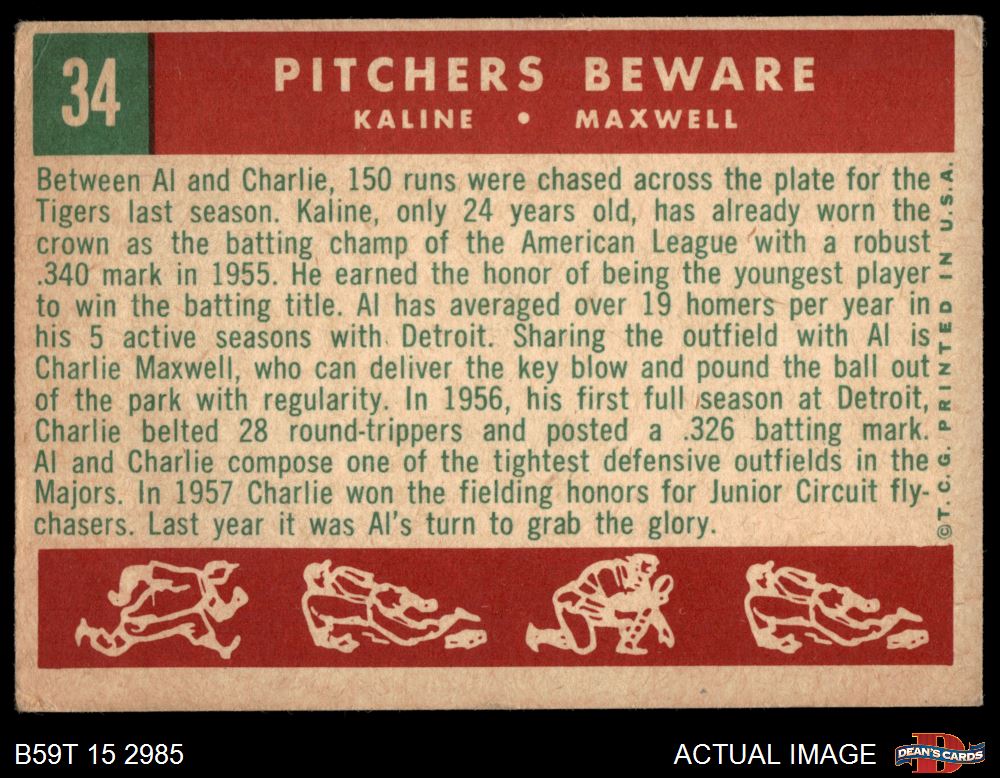 34
PITCHERS BEWARE
KALINE • MAXWELL
Between Al and Charlie, 150 runs were chased across the plate for the
Tigers last season. Kaline, only 24 years old, has already worn the
crown as the batting champ of the American League with a robust
.340 mark in 1955. He earned the honor of being the youngest player
to win the batting title. Al has averaged over 19 homers per year in
his 5 active seasons with Detroit. Sharing the outfield with Al is
Charlie Maxwell, who can deliver the key blow and pound the ball out
of the park with regularity. In 1956, his first full season at Detroit,
Charlie belted 28 round-trippers and posted a .326 batting mark.
Al and Charlie compose one of the tightest defensive outfields in the
Majors. In 1957 Charlie won the fielding honors for Junior Circuit fly-
chasers. Last year it was Al's turn to grab the glory.
©T.C.G. PRINTED IN U.S.A.
B59T 15 2985
ACTUAL IMAGE
D
DEAN'S CARDS